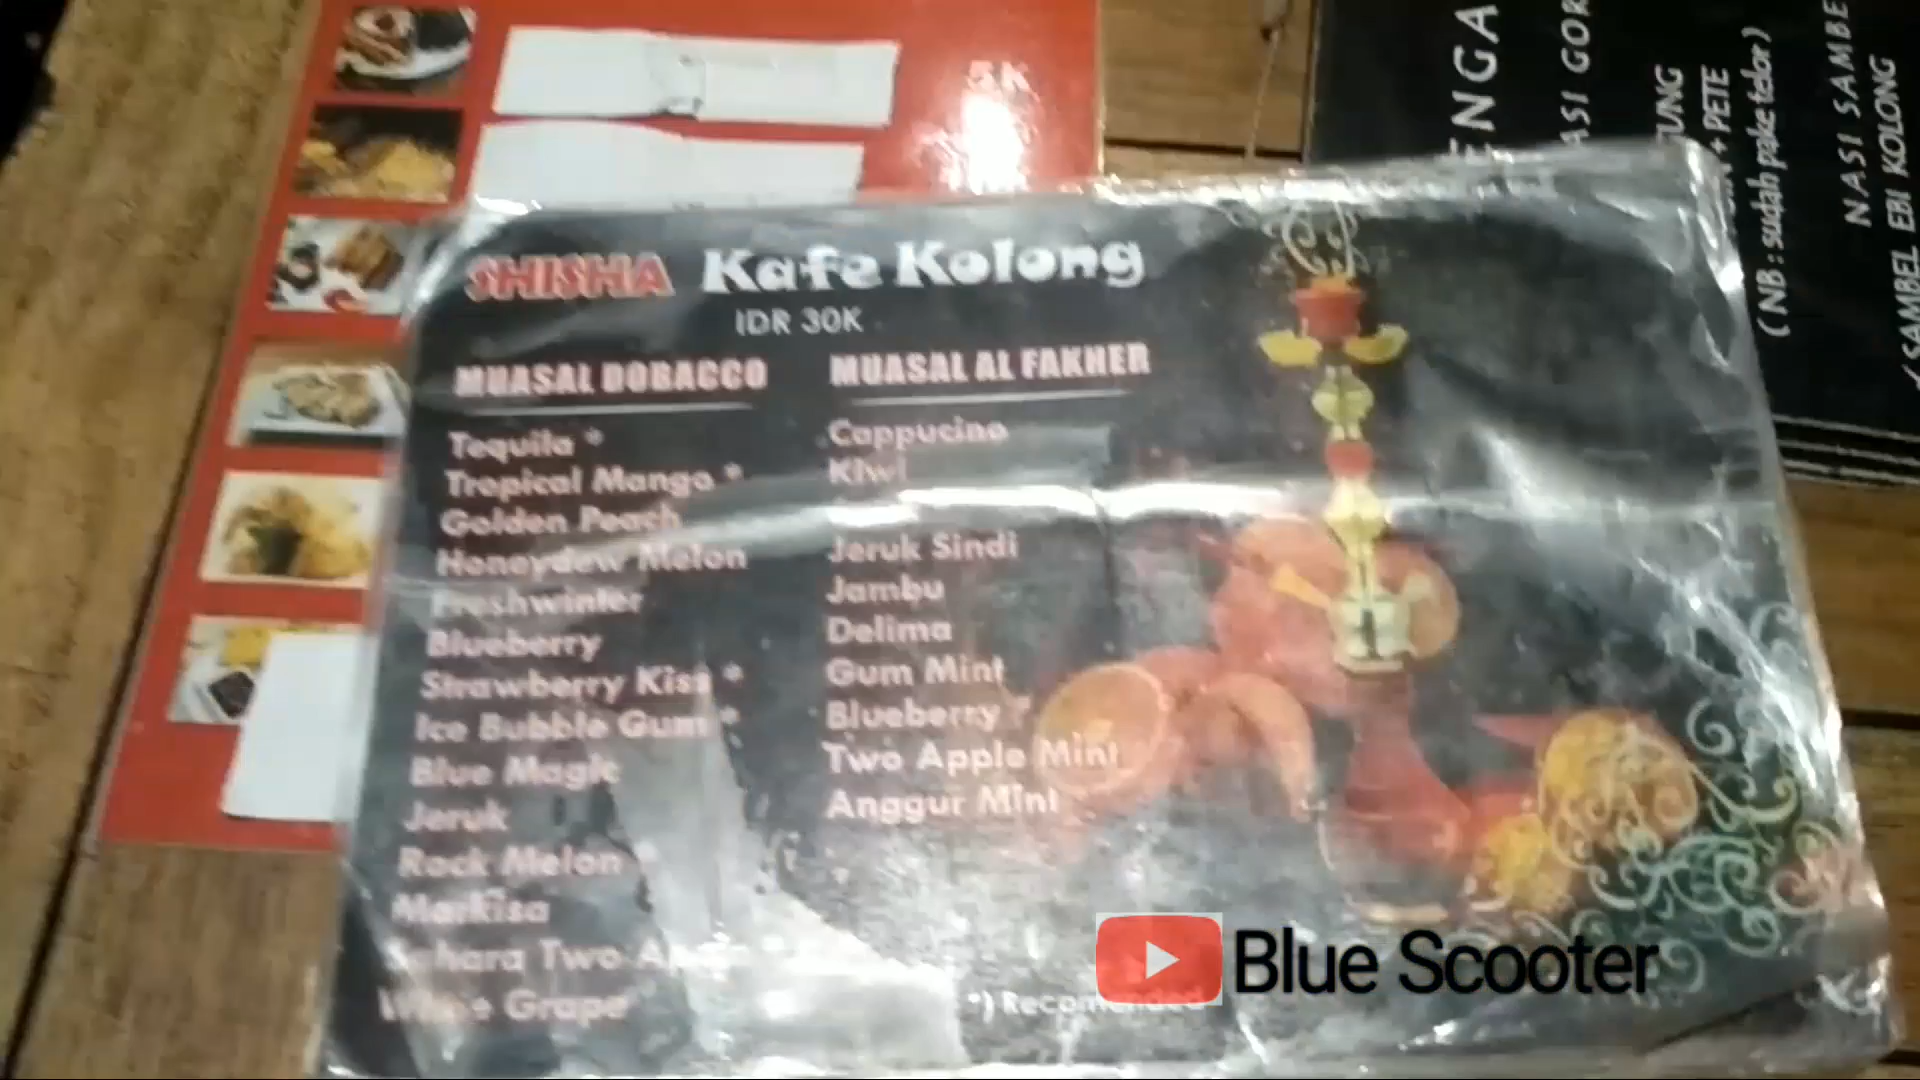 5K
SHISHA Kafe Kolong
IDR 30K
MUASAL DOBACCO
Tequila *
Tropical Mango *
Golden Peach
Honeydew Melon
Freshwinter
Blueberry
Strawberry Kiss *
Ice Bubble Gum *
Blue Magic
Jeruk
Rock Melon
Markisa
Two
Grape
MUASAL AL FAKHER
Cappucino
Kiwi
Jeruk Sindi
Jambu
Delima
Gum Mint
Blueberry *
Two Apple Mint
Anggur Mint
*) Recomended
Blue Scooter
+ PETE
(NB : sudah pake telor)
NASI SAMBE
SAMBEL EBI KOLONG